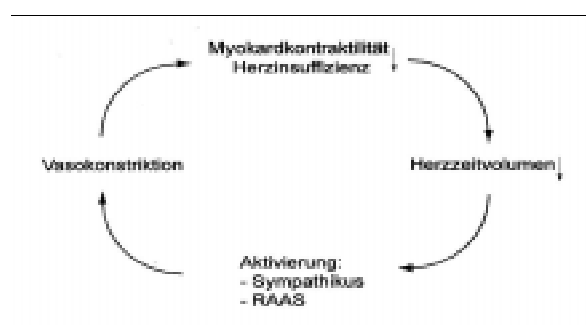 Myokardkontraktilität ↓
Herzinsuffizienz
Vasokonstriktion
Herzzeitvolumen ↓
Aktivierung:
- Sympathikus
- RAAS